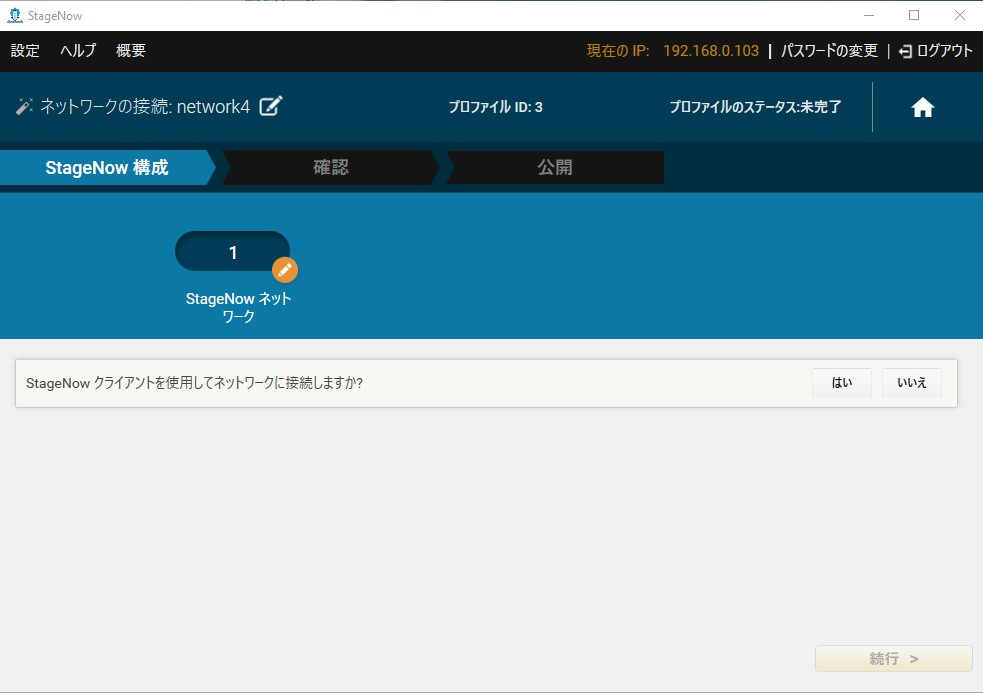 StageNow
設定 ヘルプ 概要 現在の IP: 192.168.0.103 | パスワードの変更 | ログアウト
ネットワークの接続: network4 プロファイル ID: 3 プロファイルのステータス:未完了
StageNow 構成 確認 公開
1
StageNow ネット
ワーク
StageNow クライアントを使用してネットワークに接続しますか? はい いいえ
続行 >